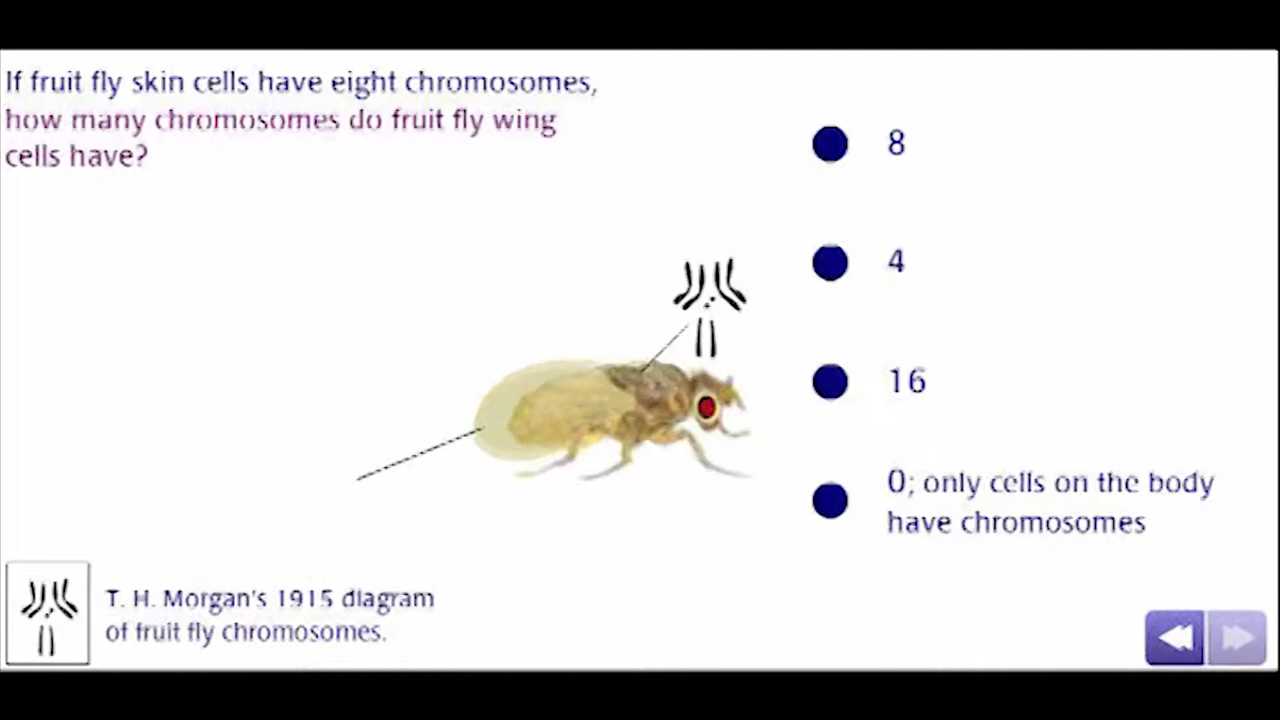 If fruit fly skin cells have eight chromosomes,
how many chromosomes do fruit fly wing
cells have?
8
4
16
0; only cells on the body
have chromosomes
T. H. Morgan's 1915 diagram
of fruit fly chromosomes.